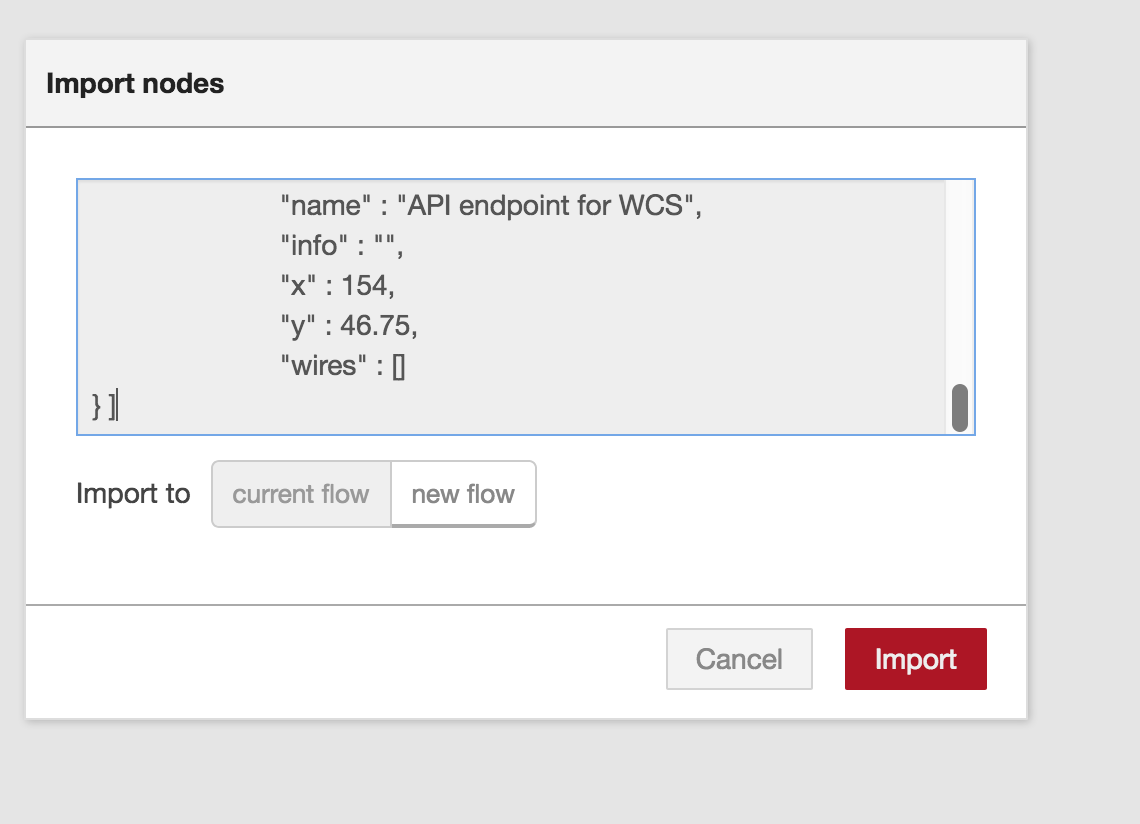 Import nodes
"name" : "API endpoint for WCS",
"info" : "",
"x" : 154,
"y" : 46.75,
"wires" : []
} ]
Import to current flow new flow
Cancel Import